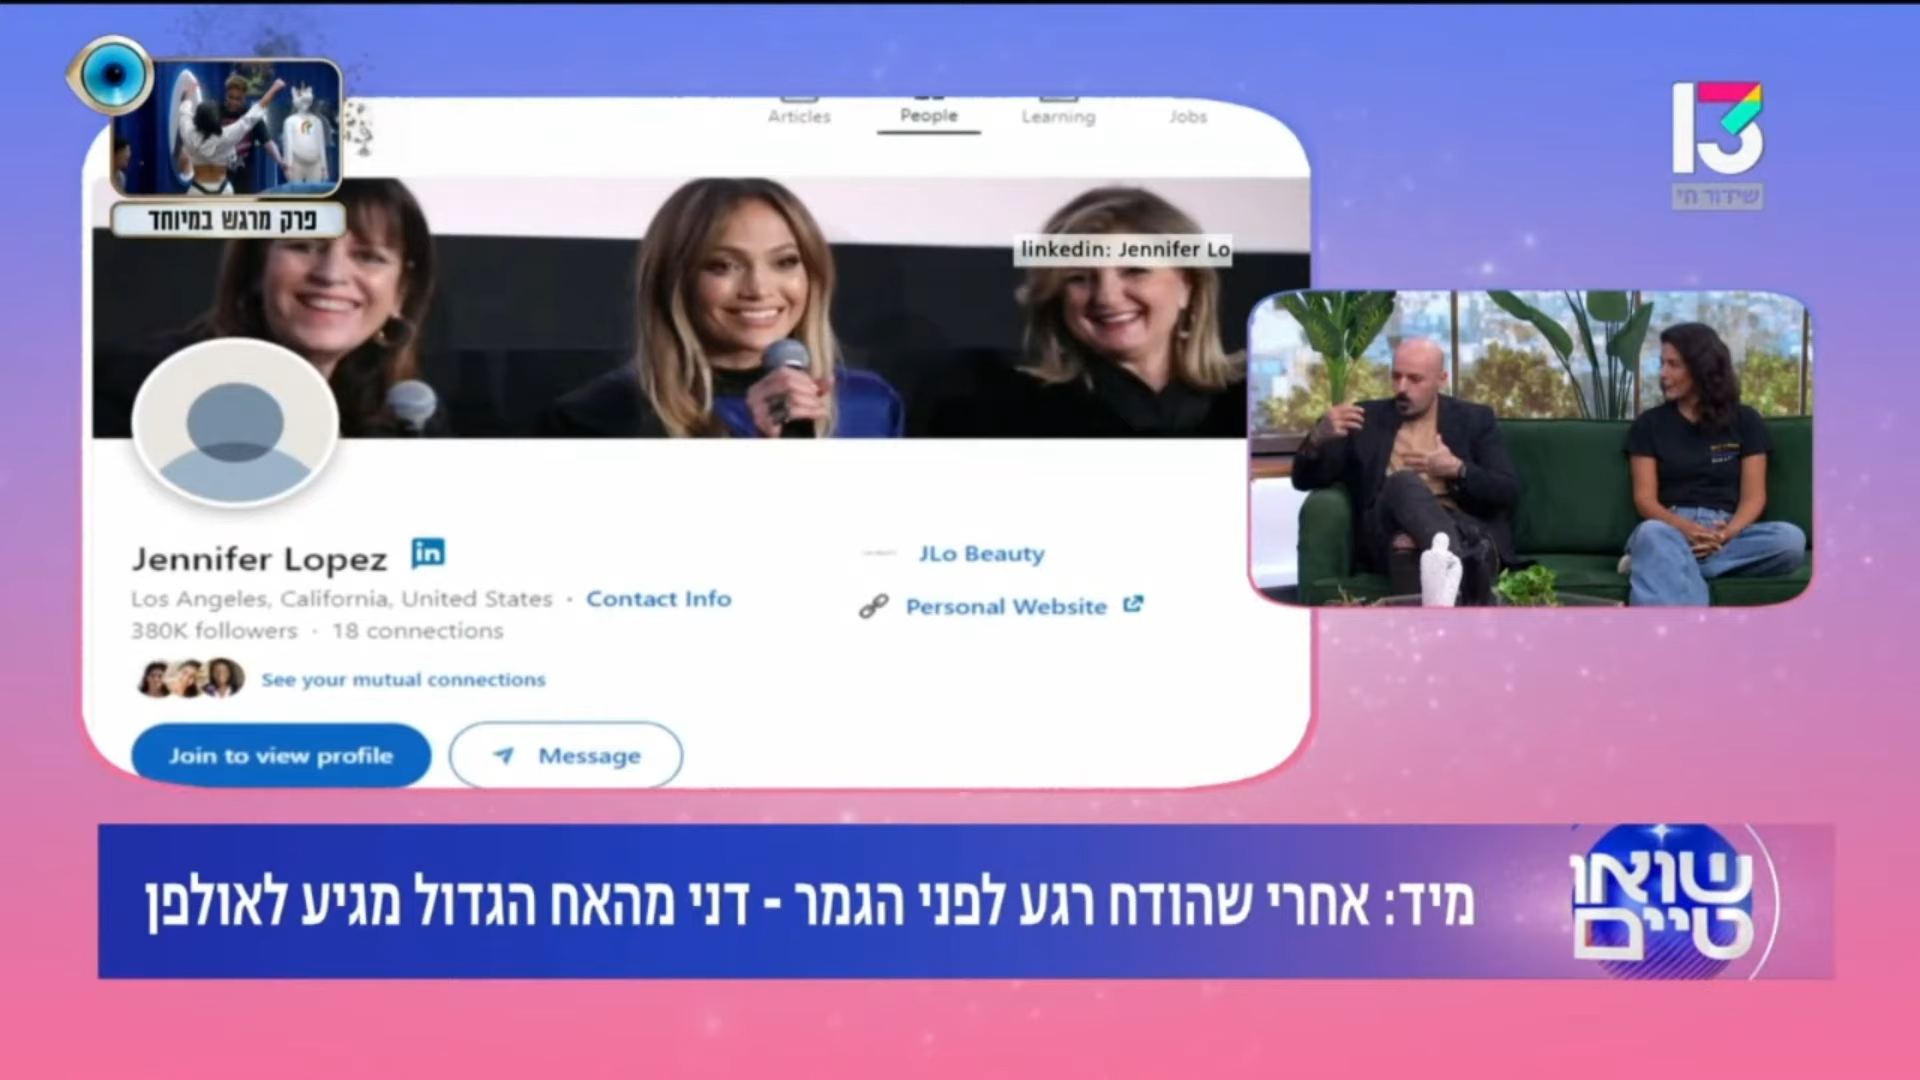 Articles
People
Learning
Jobs
13
שידור חי
פרק מרגש במיוחד
linkedin: Jennifer Lo
Jennifer Lopez in
Los Angeles, California, United States · Contact Info
380K followers · 18 connections
See your mutual connections
JLo Beauty
Personal Website
Join to view profile
Message
מיד: אחרי שהודח רגע לפני הגמר - דני מהאח הגדול מגיע לאולפן
שואו
טיים